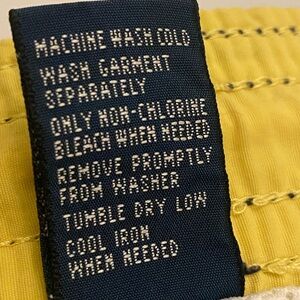 MACHINE WASH COLD
WASH GARMENT
SEPARATELY
ONLY NON-CHLORINE
BLEACH WHEN NEEDED
REMOVE PROMPTLY
FROM WASHER
TUMBLE DRY LOW
COOL IRON
WHEN NEEDED